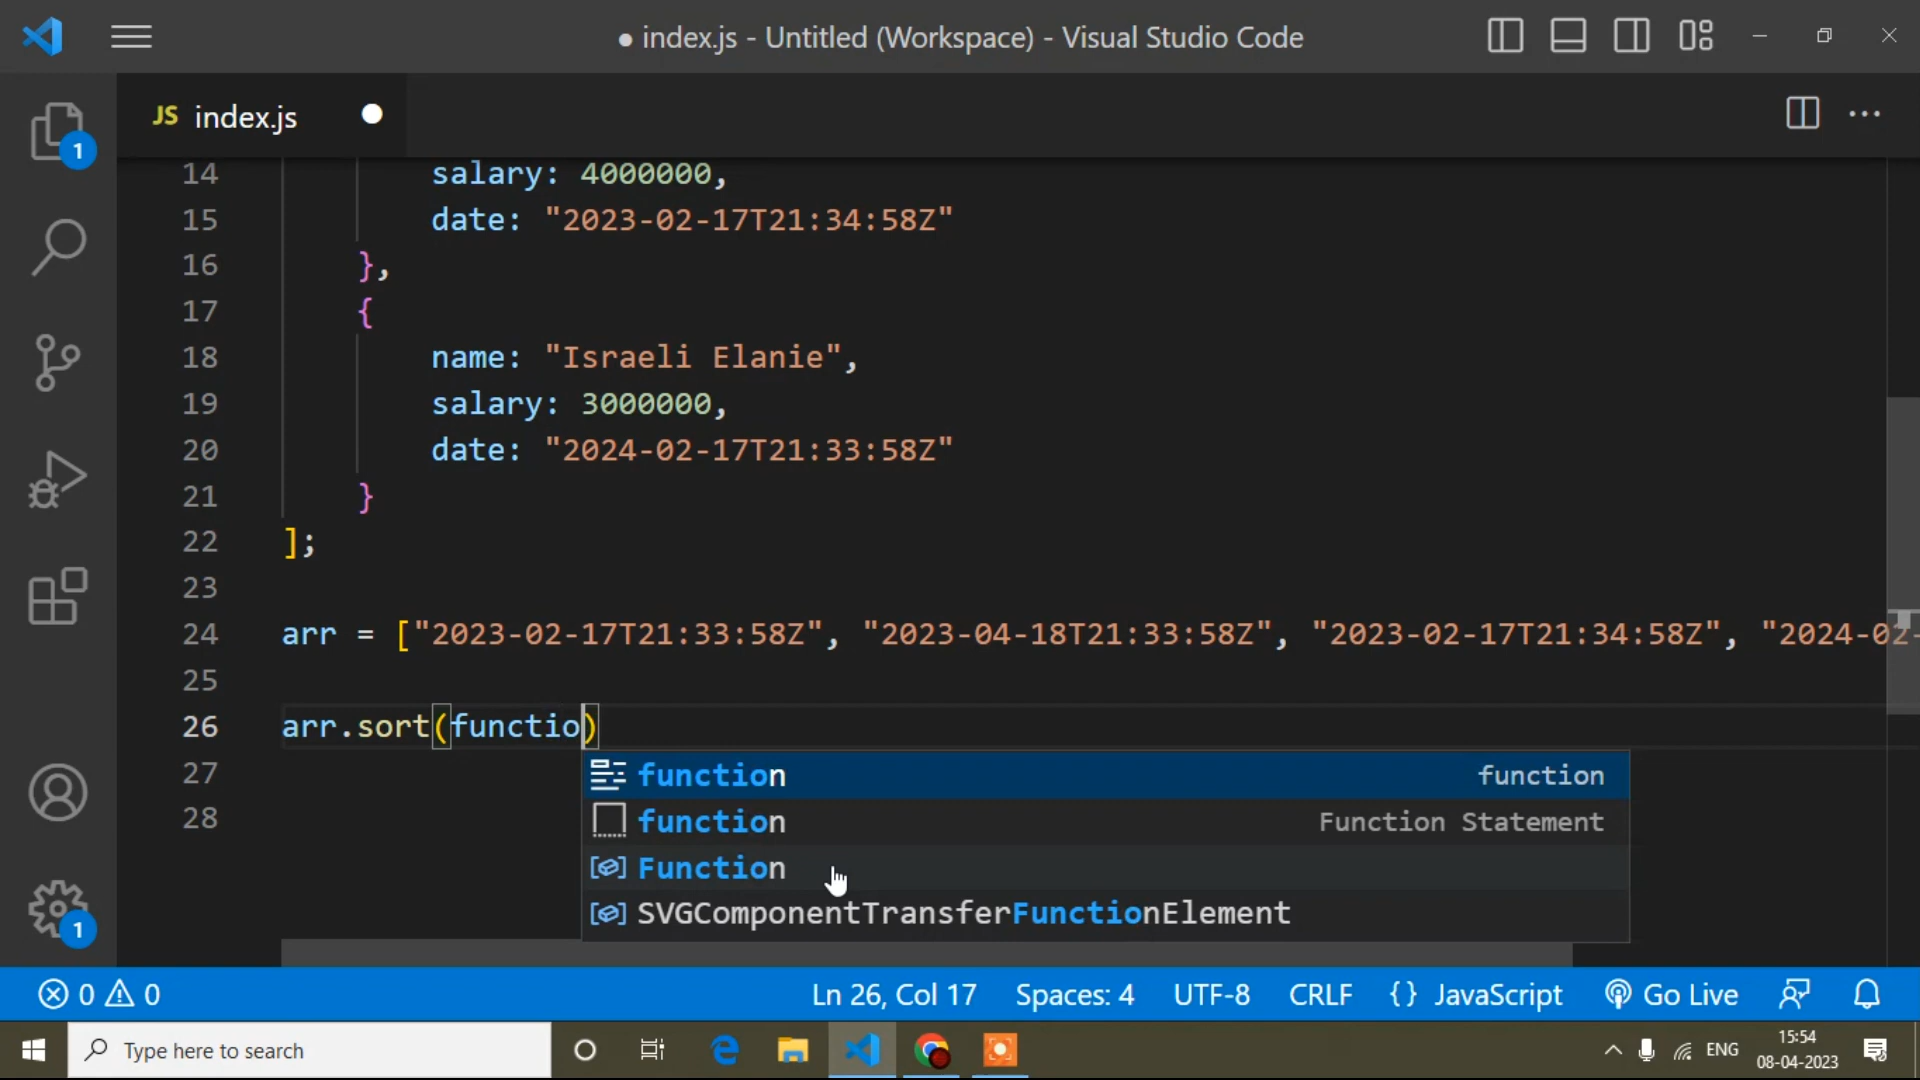 ● index.js - Untitled (Workspace) - Visual Studio Code
JS index.js
1
14 salary: 4000000,
15 date: "2023-02-17T21:34:58Z"
16 },
17 {
18 name: "Israeli Elanie",
19 salary: 3000000,
20 date: "2024-02-17T21:33:58Z"
21 }
22 ];
23
24 arr = ["2023-02-17T21:33:58Z", "2023-04-18T21:33:58Z", "2023-02-17T21:34:58Z", "2024-02-
25
26 arr.sort(functio)
27 function function
28 function Function Statement
Function
SVGComponentTransferFunctionElement
1
0 0 Ln 26, Col 17 Spaces: 4 UTF-8 CRLF {} JavaScript Go Live
Type here to search ENG 15:54
08-04-2023